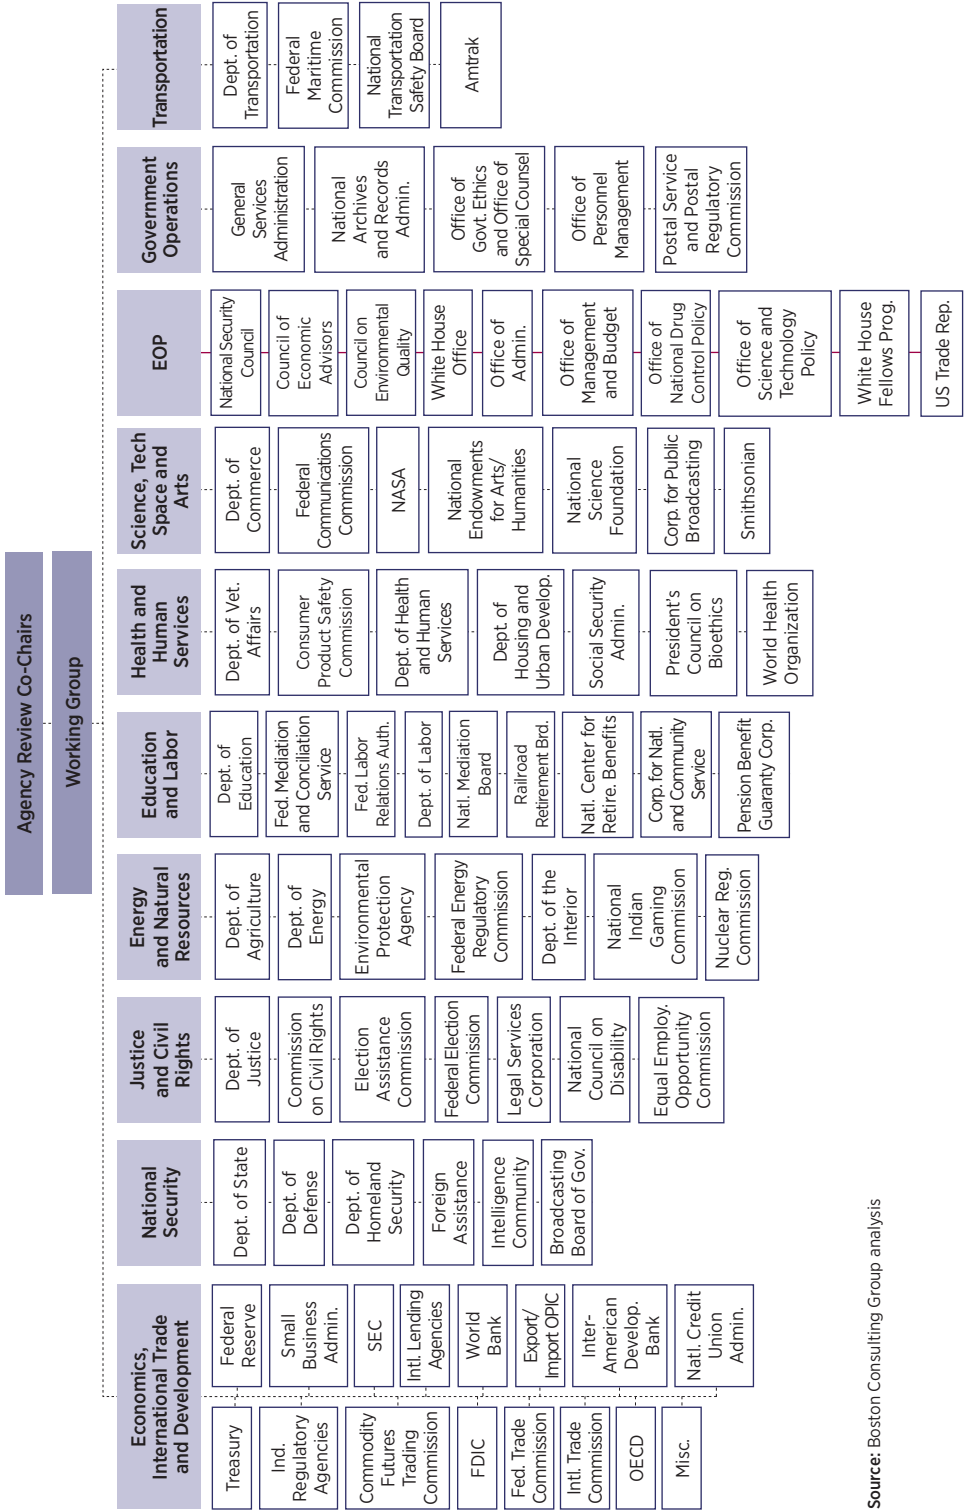 Agency Review Co-Chairs
Working Group
Economics,
International Trade
and Development
Treasury
Ind.
Regulatory
Agencies
Commodity
Futures
Trading
Commission
FDIC
Fed. Trade
Commission
Intl. Trade
Commission
OECD
Misc.
Federal
Reserve
Small
Business
Admin.
SEC
Intl. Lending
Agencies
World
Bank
Export/
Import OPIC
Inter-
American
Develop.
Bank
Natl. Credit
Union
Admin.
National
Security
Dept. of State
Dept. of
Defense
Dept. of
Homeland
Security
Foreign
Assistance
Intelligence
Community
Broadcasting
Board of Gov.
Justice
and Civil
Rights
Dept. of
Justice
Commission
on Civil Rights
Election
Assistance
Commission
Federal Election
Commission
Legal Services
Corporation
National
Council on
Disability
Equal Employ.
Opportunity
Commission
Energy
and Natural
Resources
Dept. of
Agriculture
Dept. of
Energy
Environmental
Protection
Agency
Federal Energy
Regulatory
Commission
Dept. of the
Interior
National
Indian
Gaming
Commission
Nuclear Reg.
Commission
Education
and Labor
Dept. of
Education
Fed. Mediation
and Conciliation
Service
Fed. Labor
Relations Auth.
Dept. of Labor
Natl. Mediation
Board
Railroad
Retirement Brd.
Natl. Center for
Retire. Benefits
Corp. for Natl.
and Community
Service
Pension Benefit
Guaranty Corp.
Health and
Human
Services
Dept. of Vet.
Affairs
Consumer
Product Safety
Commission
Dept. of Health
and Human
Services
Dept. of
Housing and
Urban Develop.
Social Security
Admin.
President's
Council on
Bioethics
World Health
Organization
Science, Tech
Space and
Arts
Dept. of
Commerce
Federal
Communications
Commission
NASA
National
Endowments
for Arts/
Humanities
National
Science
Foundation
Corp. for Public
Broadcasting
Smithsonian
EOP
National Security
Council
Council of
Economic
Advisors
Council on
Environmental
Quality
White House
Office
Office of
Admin.
Office of
Management
and Budget
Office of
National Drug
Control Policy
Office of
Science and
Technology
Policy
White House
Fellows Prog.
US Trade Rep.
Government
Operations
General
Services
Administration
National
Archives
and Records
Admin.
Office of
Govt. Ethics
and Office of
Special Counsel
Office of
Personnel
Management
Postal Service
and Postal
Regulatory
Commission
Transportation
Dept. of
Transportation
Federal
Maritime
Commission
National
Transportation
Safety Board
Amtrak
Source: Boston Consulting Group analysis